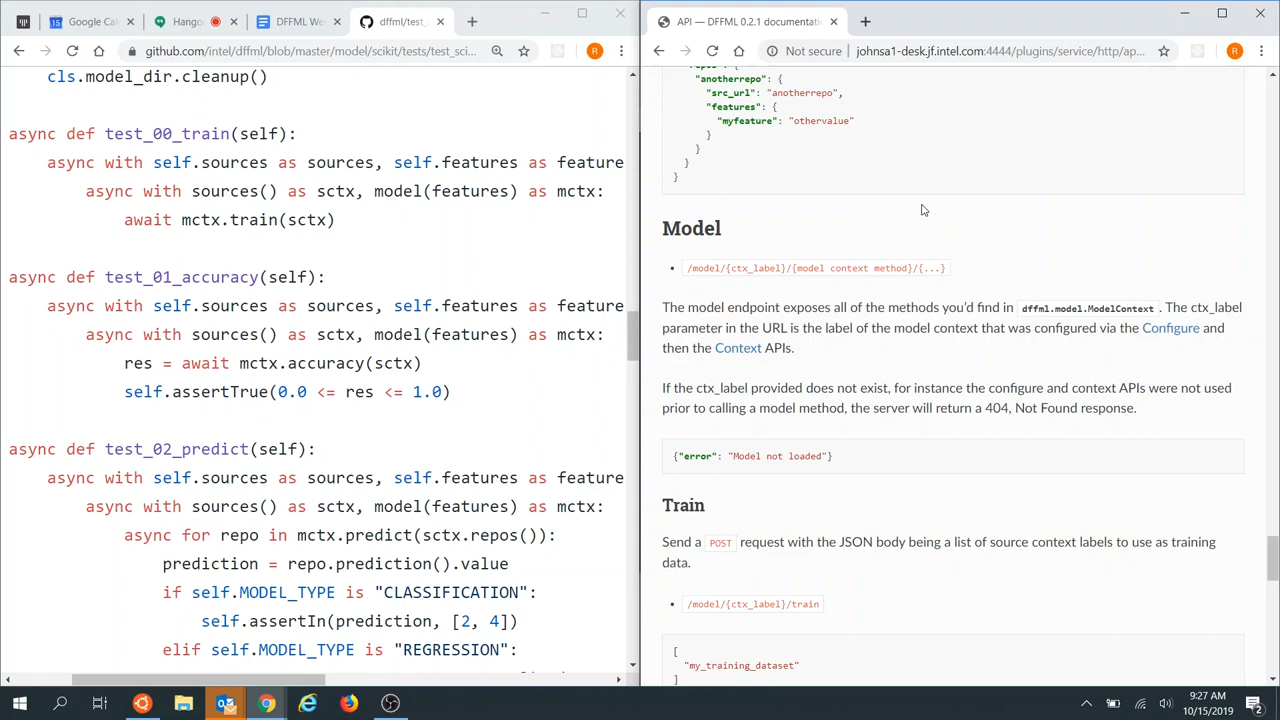 Google Cal
Hango
DFFML We
dffml/test_
API — DFFML 0.2.1 documentatio
github.com/intel/dffml/blob/master/model/scikit/tests/test_sci...
R
Not secure
johnsa1-desk.jf.intel.com:4444/plugins/service/http/ap...
R
cls.model_dir.cleanup()
async def test_00_train(self):
async with self.sources as sources, self.features as feature
async with sources() as sctx, model(features) as mctx:
await mctx.train(sctx)
async def test_01_accuracy(self):
async with self.sources as sources, self.features as feature
async with sources() as sctx, model(features) as mctx:
res = await mctx.accuracy(sctx)
self.assertTrue(0.0 <= res <= 1.0)
async def test_02_predict(self):
async with self.sources as sources, self.features as feature
async with sources() as sctx, model(features) as mctx:
async for repo in mctx.predict(sctx.repos()):
prediction = repo.prediction().value
if self.MODEL_TYPE is "CLASSIFICATION":
self.assertIn(prediction, [2, 4])
elif self.MODEL_TYPE is "REGRESSION":
"anotherrepo": {
"src_url": "anotherrepo",
"features": {
"myfeature": "othervalue"
}
}
}
}
Model
/model/{ctx_label}/{model context method}/{...}
The model endpoint exposes all of the methods you'd find in dffml.model.ModelContext . The ctx_label
parameter in the URL is the label of the model context that was configured via the Configure and
then the Context APIs.
If the ctx_label provided does not exist, for instance the configure and context APIs were not used
prior to calling a model method, the server will return a 404, Not Found response.
{"error": "Model not loaded"}
Train
Send a POST request with the JSON body being a list of source context labels to use as training
data.
/model/{ctx_label}/train
[
"my_training_dataset"
]
9:27 AM
10/15/2019
2